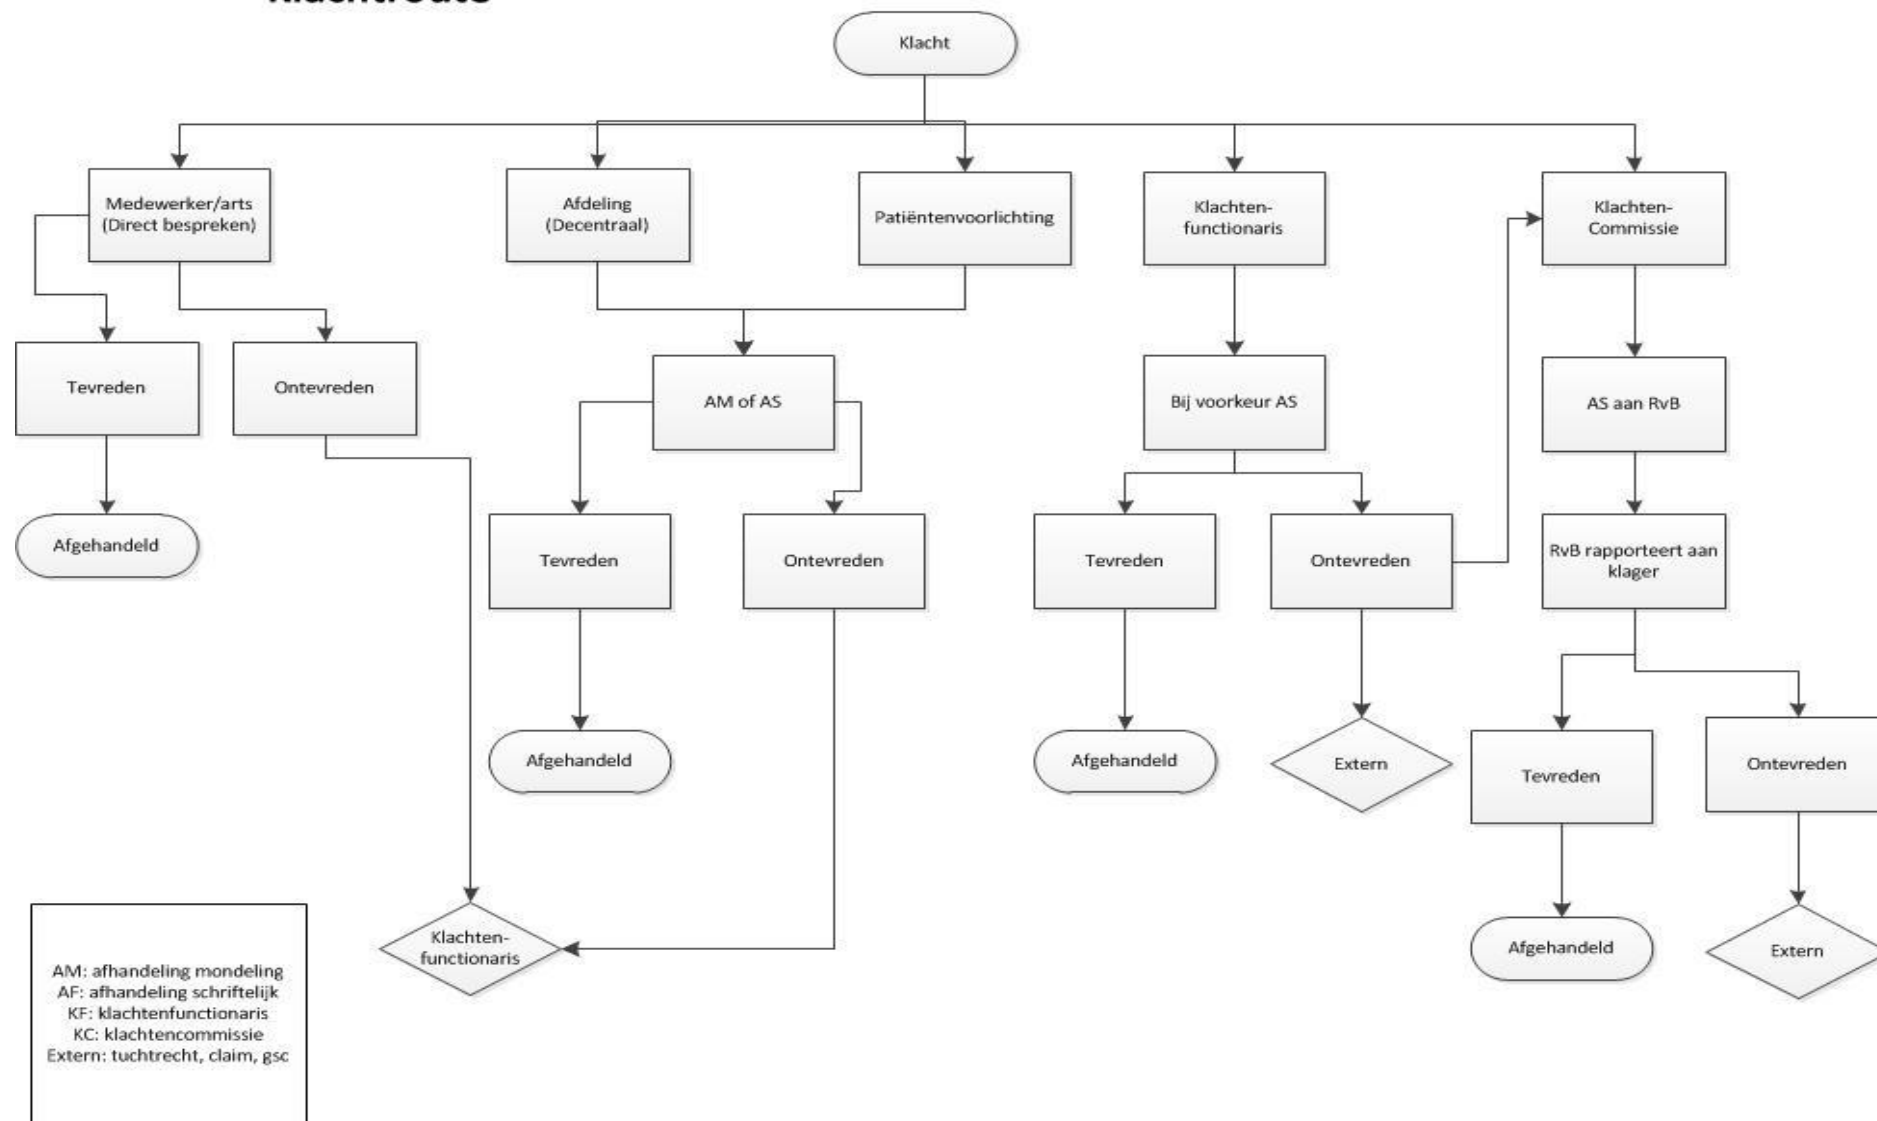 Klachtroute
Klacht
Medewerker/arts
(Direct bespreken)
Afdeling
(Decentraal)
Patiëntenvoorlichting
Klachten-
functionaris
Klachten-
Commissie
Tevreden
Ontevreden
AM of AS
Bij voorkeur AS
AS aan RvB
Afgehandeld
Tevreden
Ontevreden
Tevreden
Ontevreden
RvB rapporteert aan
klager
Afgehandeld
Afgehandeld
Extern
Tevreden
Ontevreden
Klachten-
functionaris
Afgehandeld
Extern
AM: afhandeling mondeling
AF: afhandeling schriftelijk
KF: klachtenfunctionaris
KC: klachtencommissie
Extern: tuchtrecht, claim, gsc